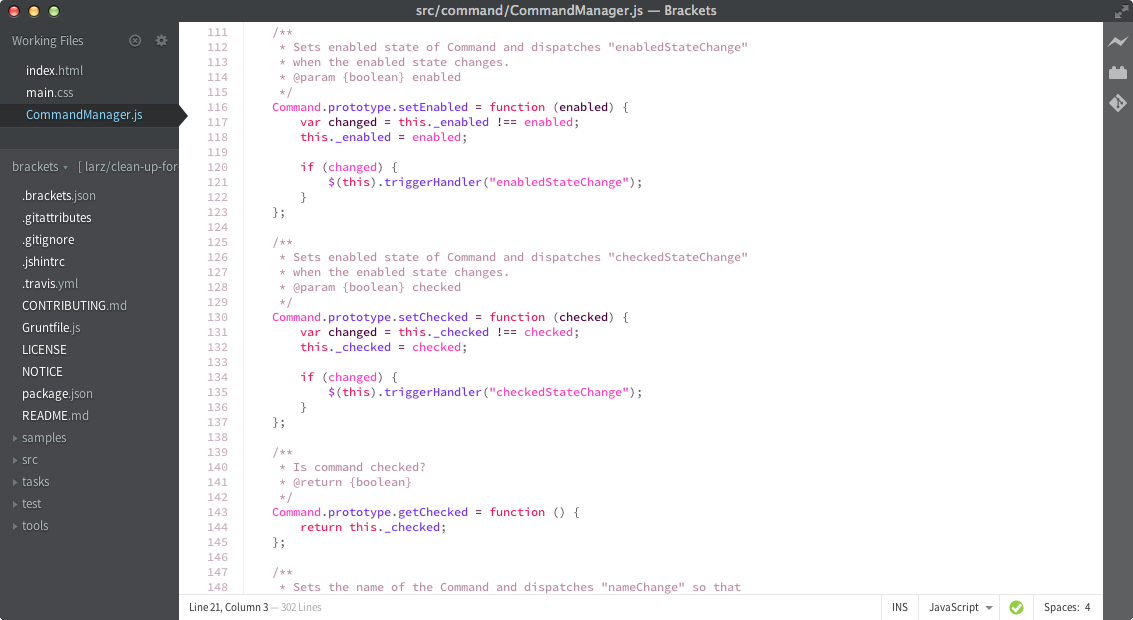 src/command/CommandManager.js — Brackets
Working Files
index.html
main.css
CommandManager.js
brackets [ larz/clean-up-for
.brackets.json
.gitattributes
.gitignore
.jshintrc
.travis.yml
CONTRIBUTING.md
Gruntfile.js
LICENSE
NOTICE
package.json
README.md
samples
src
tasks
test
tools
111 /**
112 * Sets enabled state of Command and dispatches "enabledStateChange"
113 * when the enabled state changes.
114 * @param {boolean} enabled
115 */
116 Command.prototype.setEnabled = function (enabled) {
117 var changed = this._enabled !== enabled;
118 this._enabled = enabled;
119
120 if (changed) {
121 $(this).triggerHandler("enabledStateChange");
122 }
123 };
124
125 /**
126 * Sets enabled state of Command and dispatches "checkedStateChange"
127 * when the enabled state changes.
128 * @param {boolean} checked
129 */
130 Command.prototype.setChecked = function (checked) {
131 var changed = this._checked !== checked;
132 this._checked = checked;
133
134 if (changed) {
135 $(this).triggerHandler("checkedStateChange");
136 }
137 };
138
139 /**
140 * Is command checked?
141 * @return {boolean}
142 */
143 Command.prototype.getChecked = function () {
144 return this._checked;
145 };
146
147 /**
148 * Sets the name of the Command and dispatches "nameChange" so that
Line 21, Column 3 — 302 Lines
INS
JavaScript
Spaces: 4